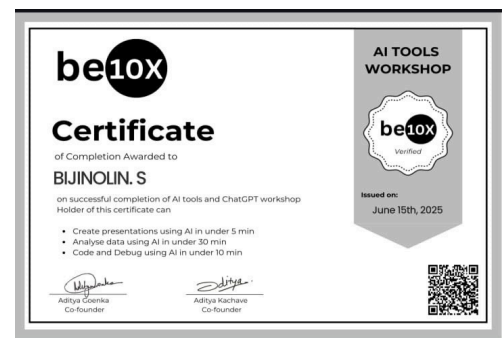 be10x
Certificate
of Completion Awarded to
BIJINOLIN. S
on successful completion of AI tools and ChatGPT workshop
Holder of this certificate can
• Create presentations using AI in under 5 min
• Analyse data using AI in under 30 min
• Code and Debug using AI in under 10 min
Aditya Goenka
Co-founder
Aditya Kachave
Co-founder
AI TOOLS
WORKSHOP
be10x
Verified
Issued on:
June 15th, 2025